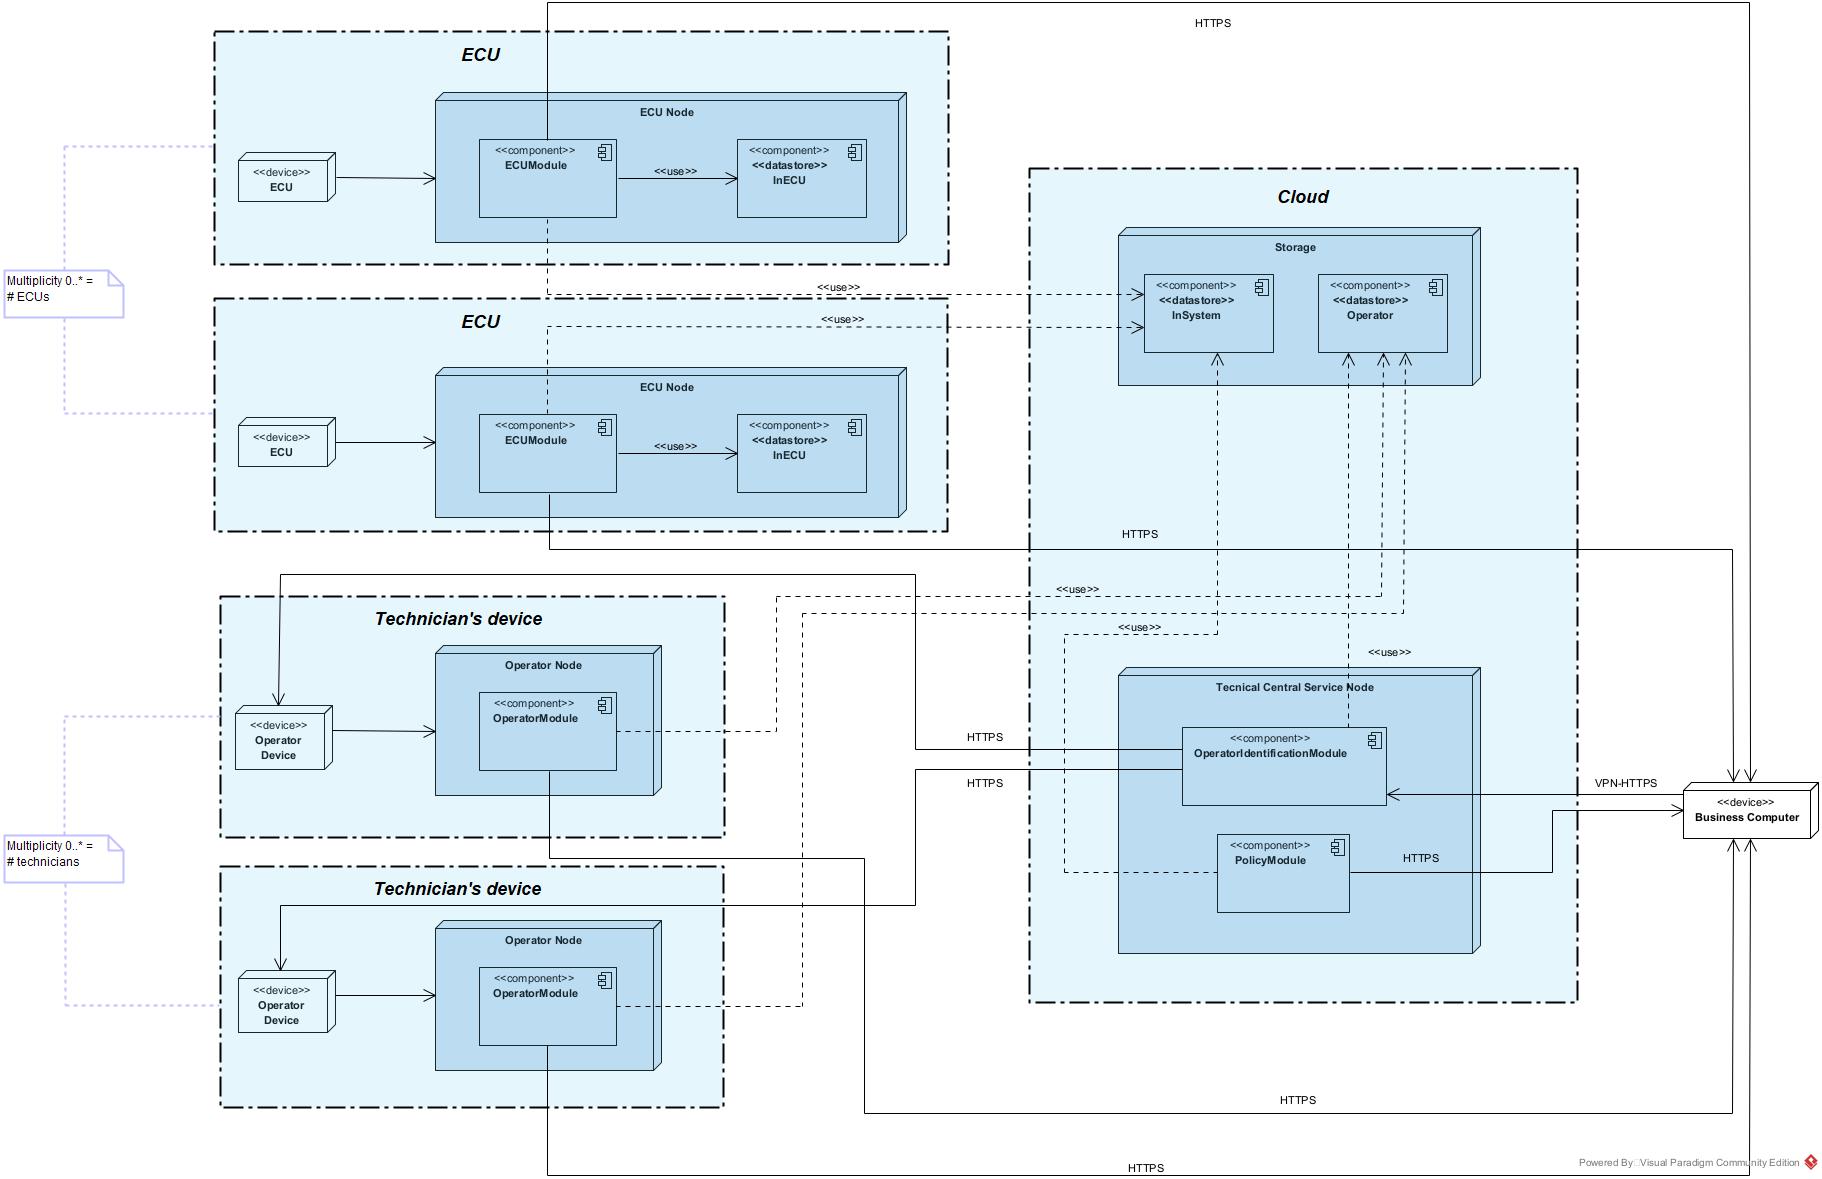 HTTPS
ECU
ECU Node
<<component>>
ECUModule
<<use>>
<<component>>
<<datastore>>
InECU
<<device>>
ECU
Multiplicity 0..* =
# ECUs
<<use>>
ECU
<<use>>
ECU Node
<<component>>
ECUModule
<<use>>
<<component>>
<<datastore>>
InECU
<<device>>
ECU
HTTPS
Cloud
Storage
<<component>>
<<datastore>>
InSystem
<<component>>
<<datastore>>
Operator
<<use>>
<<use>>
<<use>>
Technician's device
Operator Node
<<component>>
OperatorModule
<<device>>
Operator
Device
HTTPS
HTTPS
Tecnical Central Service Node
<<component>>
OperatorIdentificationModule
<<component>>
PolicyModule
HTTPS
VPN-HTTPS
<<device>>
Business Computer
Multiplicity 0..* =
# technicians
Technician's device
Operator Node
<<component>>
OperatorModule
<<device>>
Operator
Device
HTTPS
HTTPS
Powered By□Visual Paradigm Community Edition